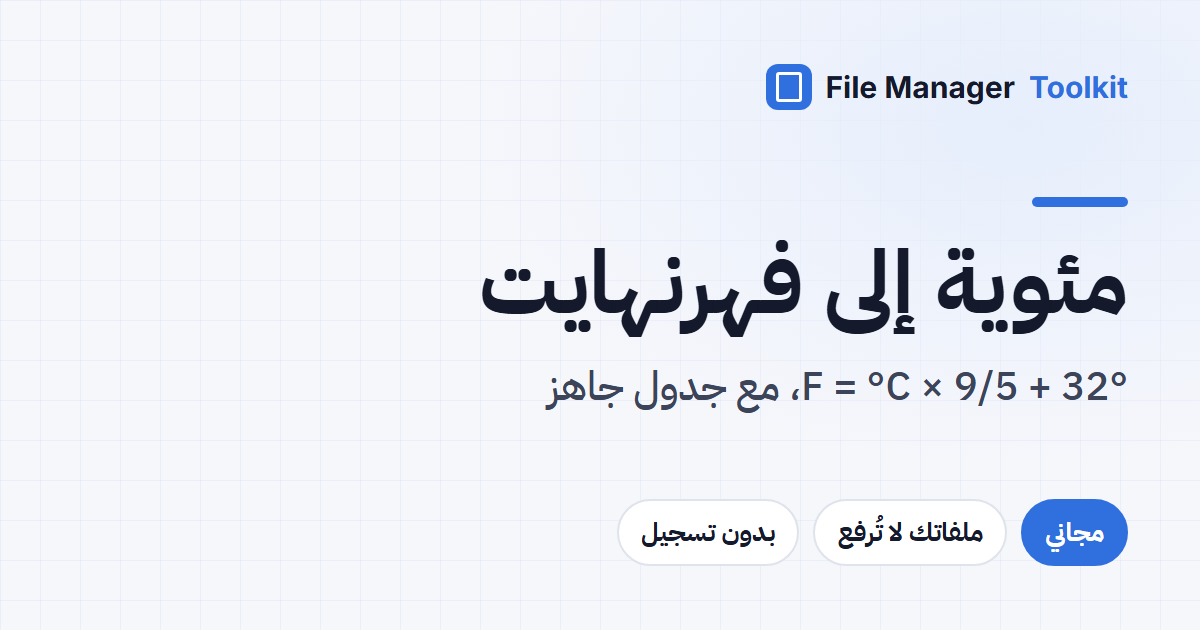 File Manager Toolkit
مئوية إلى فهرنهايت
°F = °C × 9/5 + 32، مع جدول جاهز
مجاني
ملفاتك لا تُرفع
بدون تسجيل